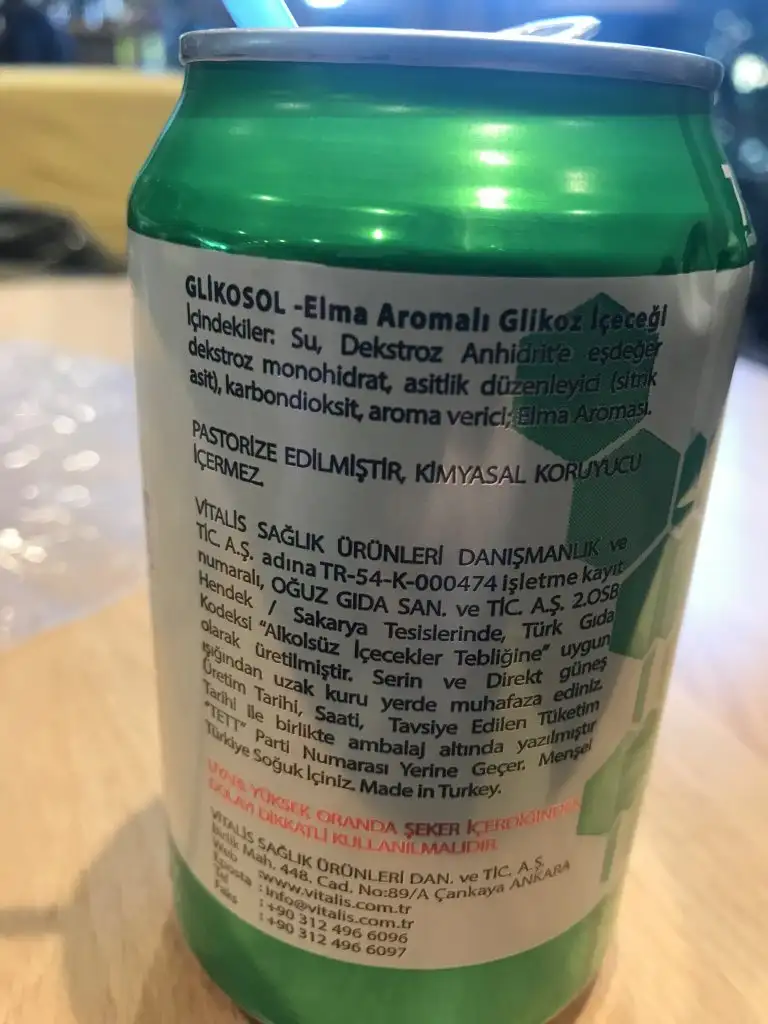 GLİKOSOL -Elma Aromalı Glikoz İçeceği
İçindekiler: Su, Dekstroz Anhidrit'e eşdeğer
dekstroz monohidrat, asitlik düzenleyici (sitrik
asit), karbondioksit, aroma verici; Elma Aroması.
PASTORİZE EDİLMİŞTİR, KİMYASAL KORUYUCU
İÇERMEZ.
VİTALİS SAĞLIK ÜRÜNLERİ DANIŞMANLIK ve
TİC. A.Ş. adına TR-54-K-000474 işletme kayıt
numaralı, OĞUZ GIDA SAN. ve TİC. A.Ş. 2.OSB
Hendek / Sakarya Tesislerinde, Türk Gıda
Kodeksi "Alkolsüz İçecekler Tebliğine" uygun
olarak üretilmiştir. Serin ve Direkt güneş
ışığından uzak kuru yerde muhafaza ediniz.
Üretim Tarihi, Saati, Tavsiye Edilen Tüketim
Tarihi ile birlikte ambalaj altında yazılmıştır
"TETT" Parti Numarası Yerine Geçer. Menşei
Türkiye Soğuk İçiniz. Made in Turkey.
UYARI: YÜKSEK ORANDA ŞEKER İÇERDİĞİNDEN
DOLAYI DİKKATLİ KULLANILMALIDIR.
VİTALİS SAĞLIK ÜRÜNLERİ DAN. ve TİC. A.Ş.
Birlik Mah. 448. Cad. No:89/A Çankaya ANKARA
Web :www.vitalis.com.tr
Eposta : info@vitalis.com.tr
Tel : +90 312 496 6096
Faks : +90 312 496 6097